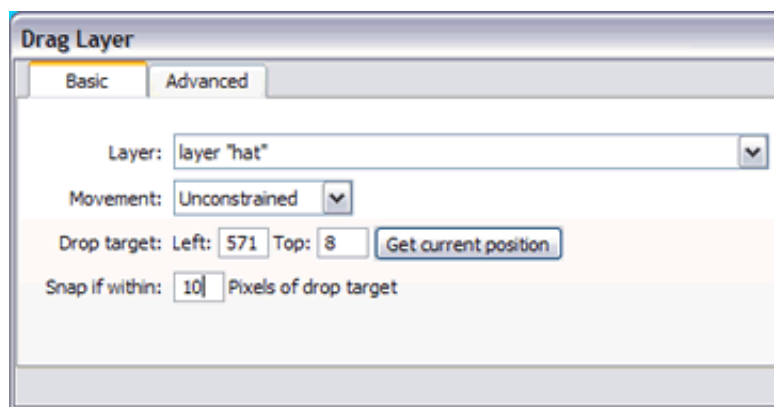 Drag Layer
Basic Advanced
Layer: layer "hat"
Movement: Unconstrained
Drop target: Left: 571 Top: 8 Get current position
Snap if within: 10 Pixels of drop target